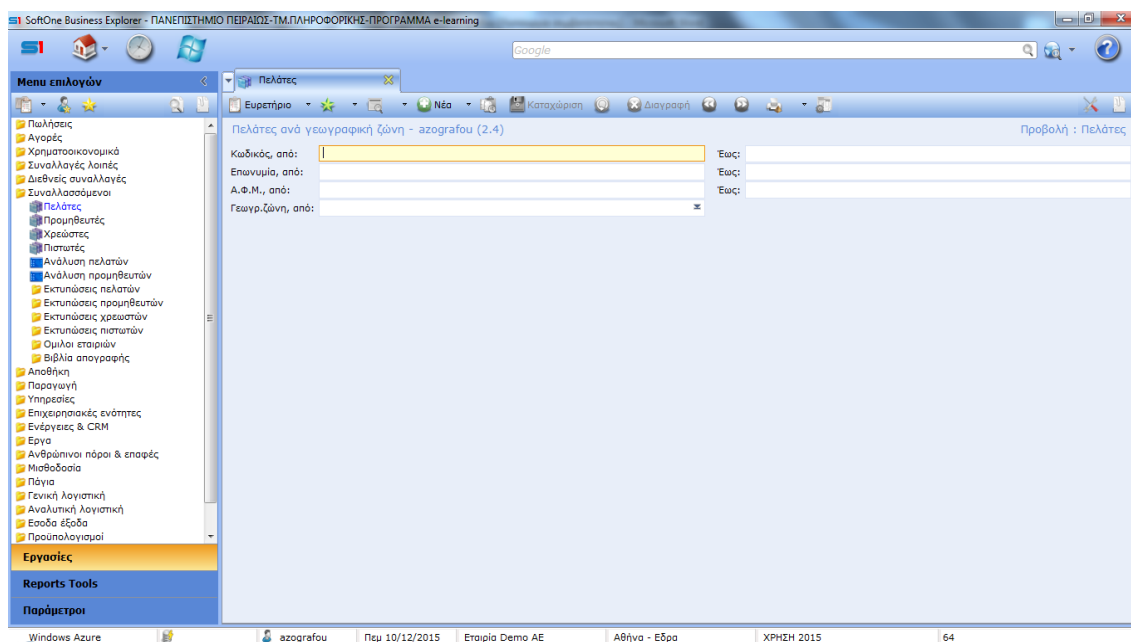 S1 SoftOne Business Explorer - ΠΑΝΕΠΙΣΤΗΜΙΟ ΠΕΙΡΑΙΩΣ-ΤΜ.ΠΛΗΡΟΦΟΡΙΚΗΣ-ΠΡΟΓΡΑΜΜΑ e-learning
S1 Google
Menu επιλογών
Πελάτες
Ευρετήριο Νέα Καταχώριση Διαγραφή
Πελάτες ανά γεωγραφική ζώνη - azografou (2.4) Προβολή : Πελάτες
Κωδικός, από: Έως:
Επωνυμία, από: Έως:
Α.Φ.Μ., από: Έως:
Γεωγρ.ζώνη, από:
Πωλήσεις
Αγορές
Χρηματοοικονομικά
Συναλλαγές λοιπές
Διεθνείς συναλλαγές
Συναλλασσόμενοι
Πελάτες
Προμηθευτές
Χρεώστες
Πιστωτές
Ανάλυση πελατών
Ανάλυση προμηθευτών
Εκτυπώσεις πελατών
Εκτυπώσεις προμηθευτών
Εκτυπώσεις χρεωστών
Εκτυπώσεις πιστωτών
Ομιλοι εταιριών
Βιβλία απογραφής
Αποθήκη
Παραγωγή
Υπηρεσίες
Επιχειρησιακές ενότητες
Ενέργειες & CRM
Εργα
Ανθρώπινοι πόροι & επαφές
Μισθοδοσία
Πάγια
Γενική λογιστική
Αναλυτική λογιστική
Εσοδα έξοδα
Προϋπολογισμοί
Εργασίες
Reports Tools
Παράμετροι
Windows Azure azografou Πεμ 10/12/2015 Εταιρία Demo AE Αθήνα - Εδρα ΧΡΗΣΗ 2015 64